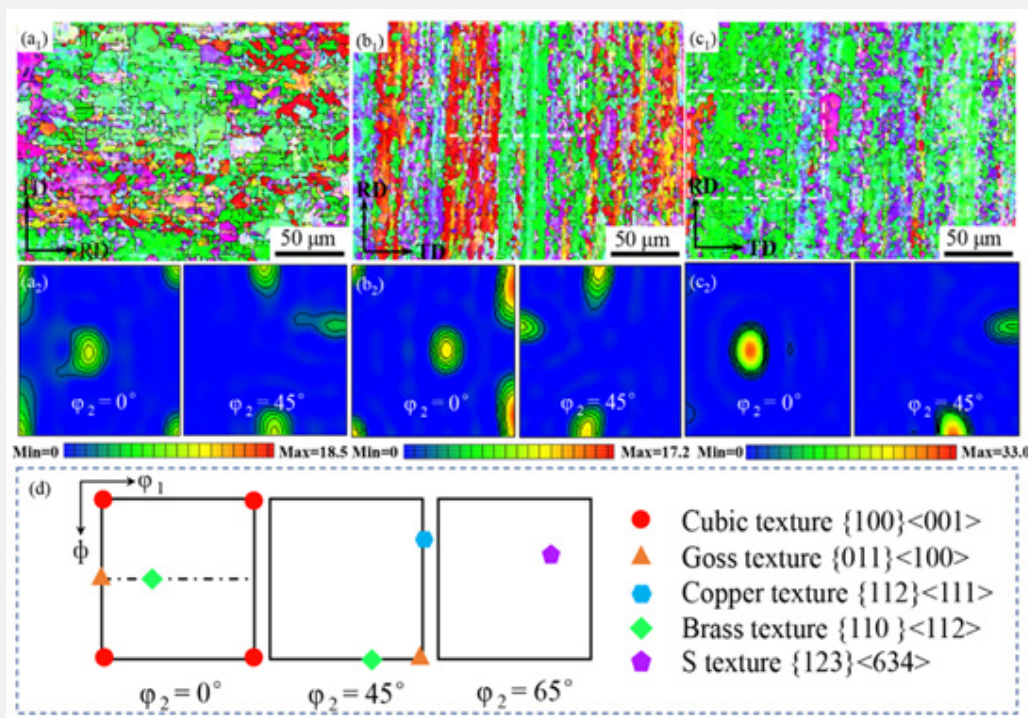 (a₁)
TD
RD
50 μm
(b₁)
RD
TD
50 μm
(c₁)
RD
TD
50 μm
(a₂)
φ₂ = 0°
φ₂ = 45°
(b₂)
φ₂ = 0°
φ₂ = 45°
(c₂)
φ₂ = 0°
φ₂ = 45°
Min=0 Max=18.5
Min=0 Max=17.2
Min=0 Max=33.0
(d)
φ₁
ϕ
φ₂ = 0°
φ₂ = 45°
φ₂ = 65°
Cubic texture {100}<001>
Goss texture {011}<100>
Copper texture {112}<111>
Brass texture {110 }<112>
S texture {123}<634>